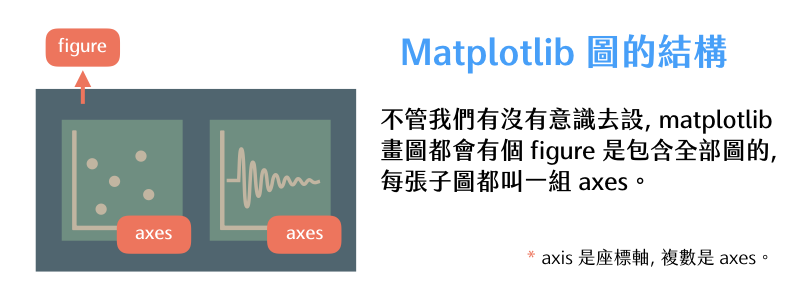 figure
Matplotlib 圖的結構
不管我們有沒有意識去設, matplotlib
畫圖都會有個 figure 是包含全部圖的,
每張子圖都叫一組 axes。
axes
axes
* axis 是座標軸, 複數是 axes。